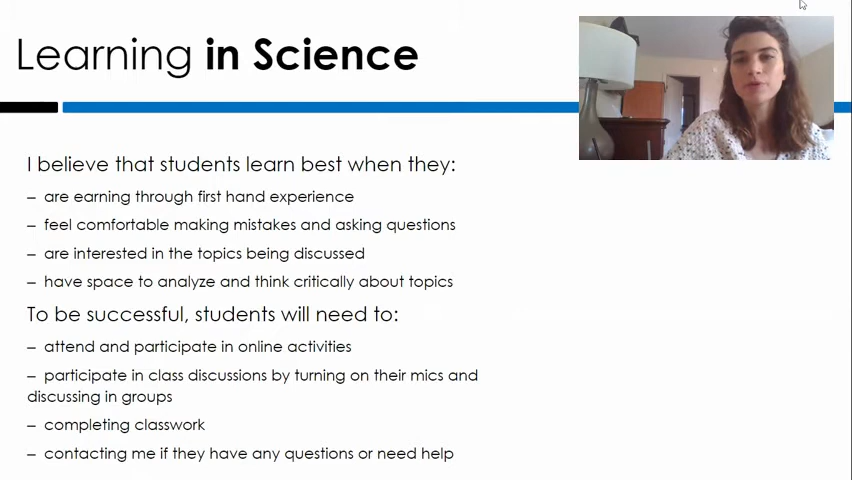 Learning in Science
I believe that students learn best when they:
– are earning through first hand experience
– feel comfortable making mistakes and asking questions
– are interested in the topics being discussed
– have space to analyze and think critically about topics
To be successful, students will need to:
– attend and participate in online activities
– participate in class discussions by turning on their mics and
discussing in groups
– completing classwork
– contacting me if they have any questions or need help